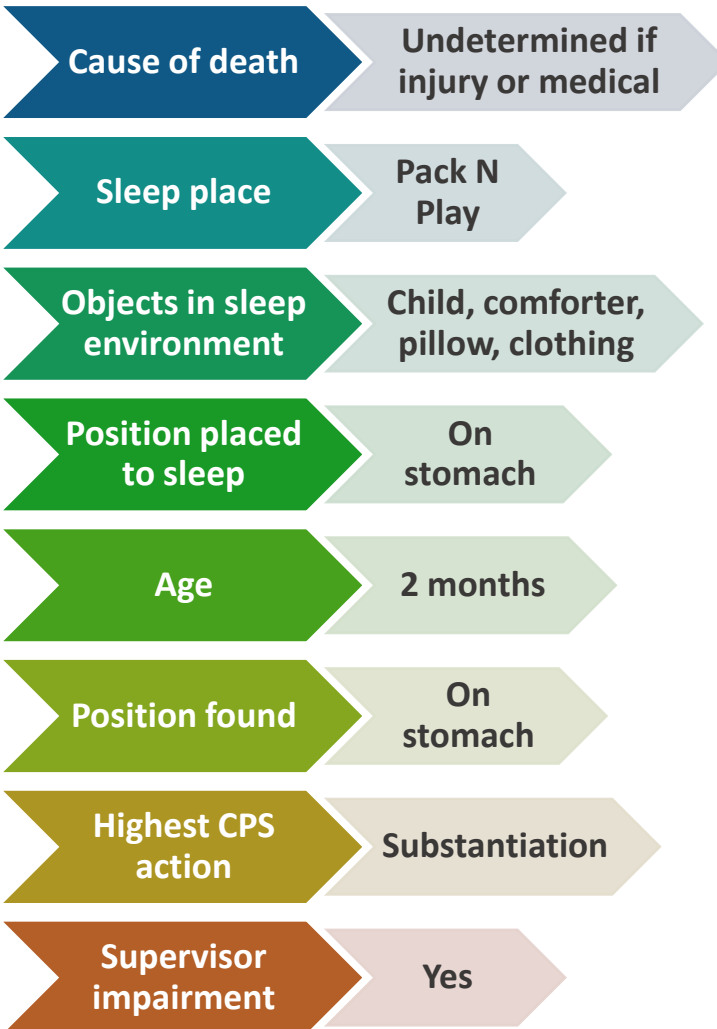 Cause of death
Undetermined if
injury or medical
Sleep place
Pack N
Play
Objects in sleep
environment
Child, comforter,
pillow, clothing
Position placed
to sleep
On
stomach
Age
2 months
Position found
On
stomach
Highest CPS
action
Substantiation
Supervisor
impairment
Yes